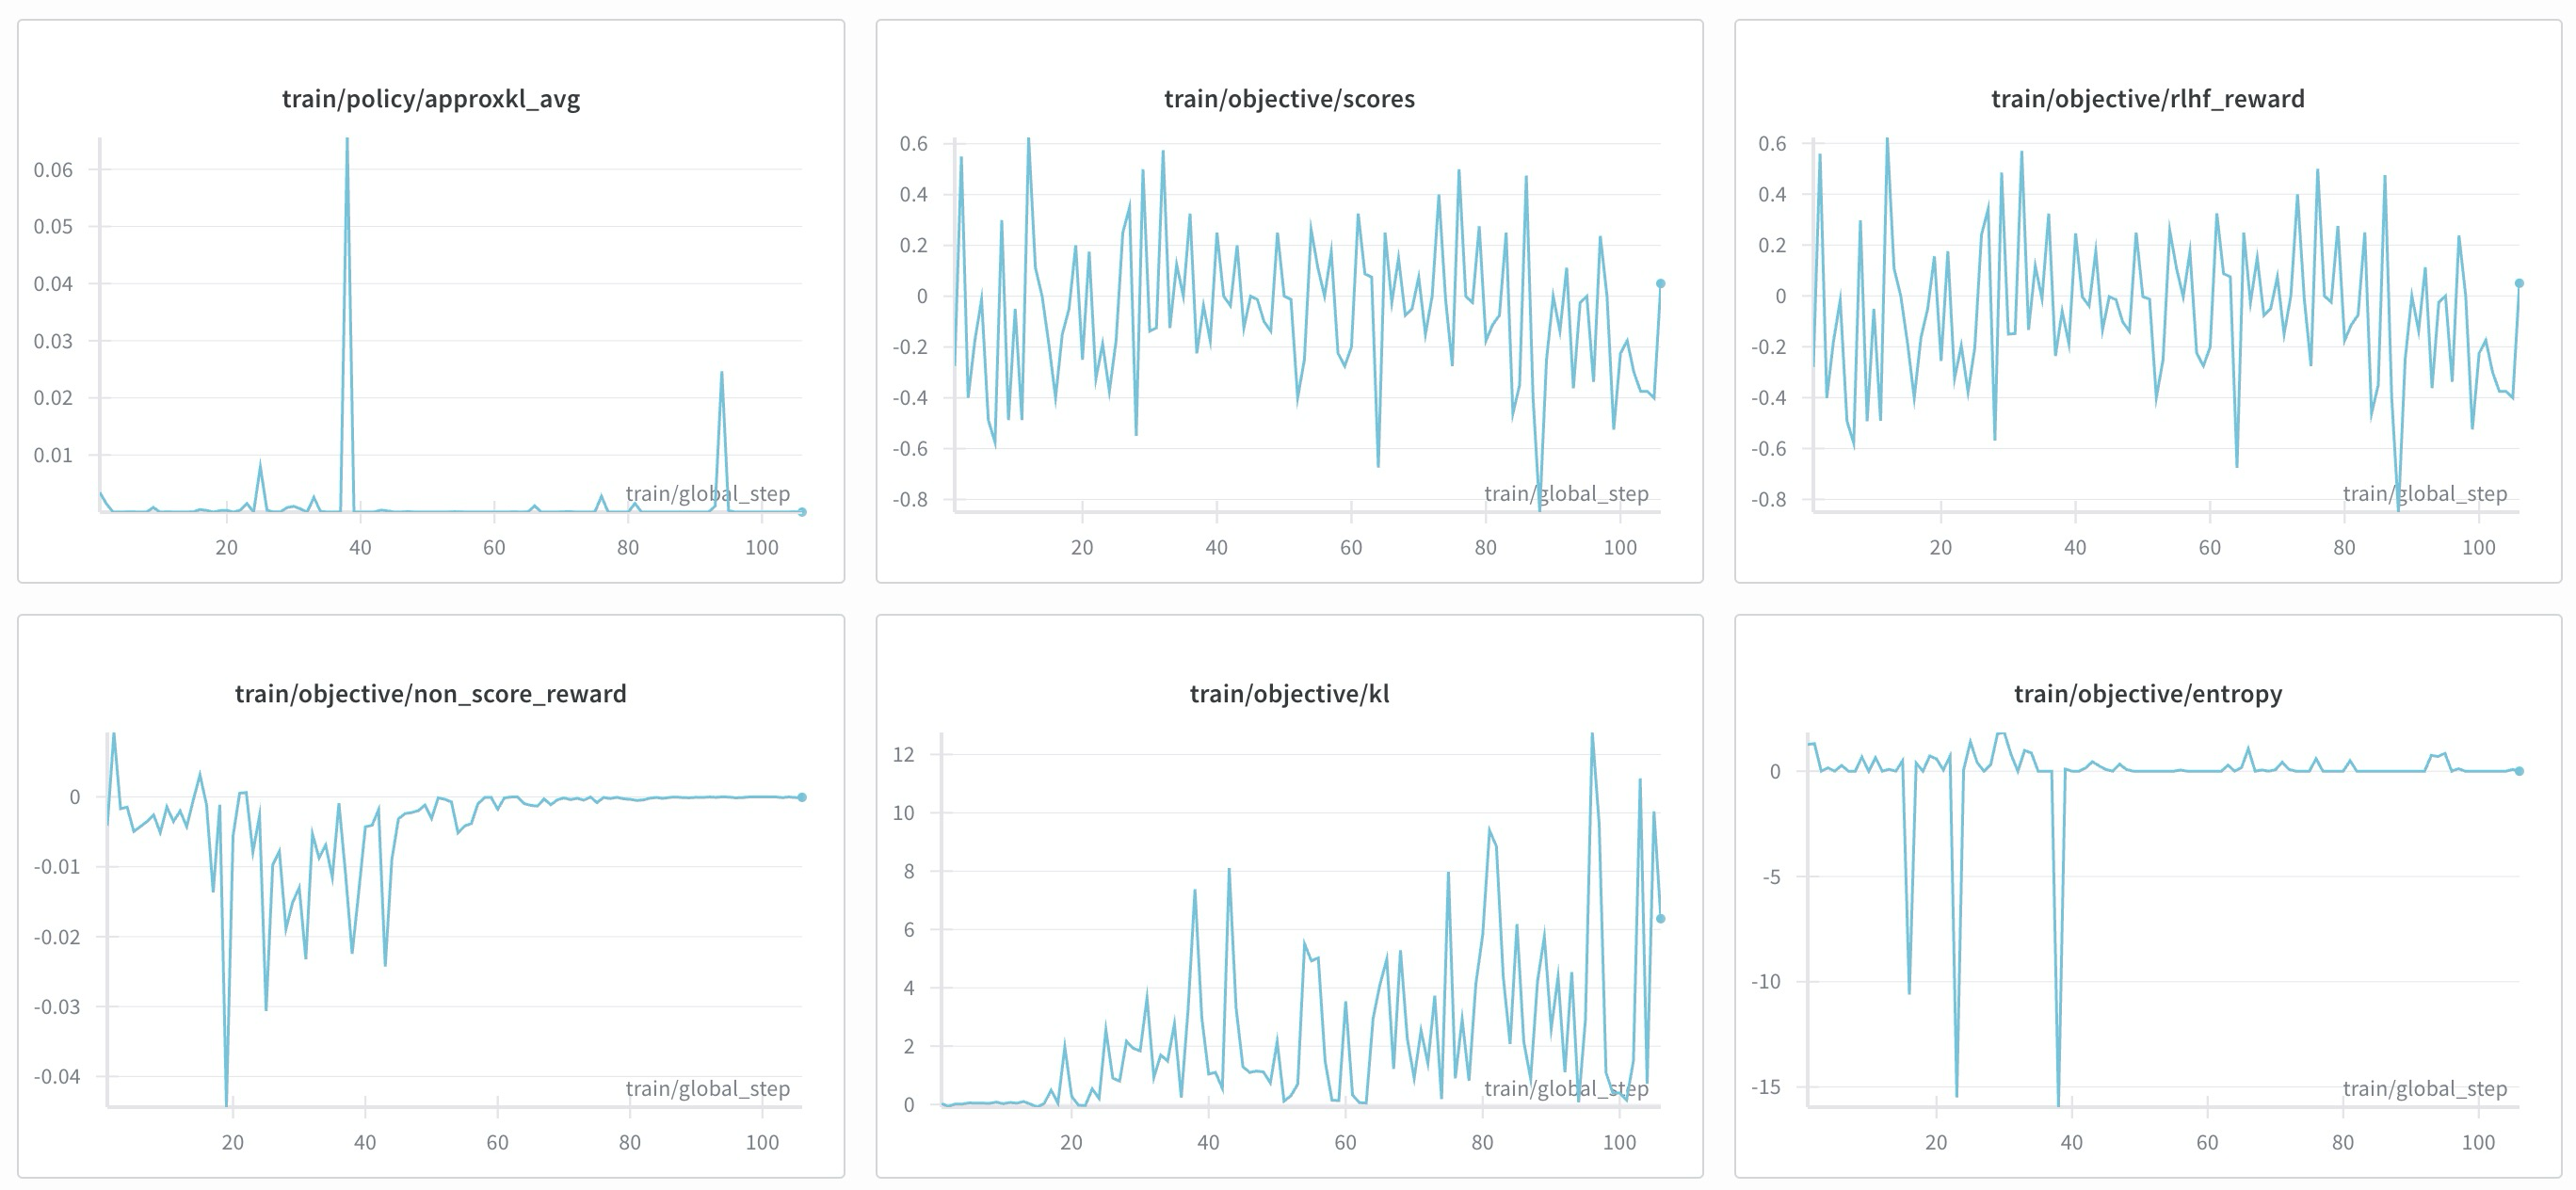 train/policy/approxkl_avg
0.06
0.05
0.04
0.03
0.02
0.01
train/global_step
20 40 60 80 100
train/objective/scores
0.6
0.4
0.2
0
-0.2
-0.4
-0.6
-0.8
train/global_step
20 40 60 80 100
train/objective/rlhf_reward
0.6
0.4
0.2
0
-0.2
-0.4
-0.6
-0.8
train/global_step
20 40 60 80 100
train/objective/non_score_reward
0
-0.01
-0.02
-0.03
-0.04
train/global_step
20 40 60 80 100
train/objective/kl
12
10
8
6
4
2
0
train/global_step
20 40 60 80 100
train/objective/entropy
0
-5
-10
-15
train/global_step
20 40 60 80 100